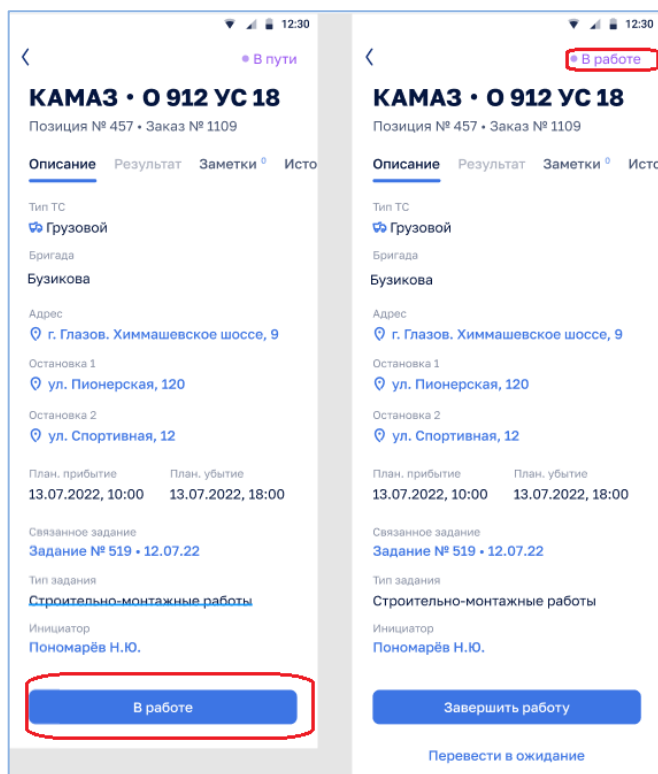 12:30
В пути
КАМАЗ • О 912 УС 18
Позиция № 457 • Заказ № 1109
Описание Результат Заметки 0 Исто
Тип ТС
Грузовой
Бригада
Бузикова
Адрес
г. Глазов. Химмашевское шоссе, 9
Остановка 1
ул. Пионерская, 120
Остановка 2
ул. Спортивная, 12
План. прибытие План. убытие
13.07.2022, 10:00 13.07.2022, 18:00
Связанное задание
Задание № 519 • 12.07.22
Тип задания
Строительно-монтажные работы
Инициатор
Пономарёв Н.Ю.
В работе
12:30
В работе
КАМАЗ • О 912 УС 18
Позиция № 457 • Заказ № 1109
Описание Результат Заметки 0 Исто
Тип ТС
Грузовой
Бригада
Бузикова
Адрес
г. Глазов. Химмашевское шоссе, 9
Остановка 1
ул. Пионерская, 120
Остановка 2
ул. Спортивная, 12
План. прибытие План. убытие
13.07.2022, 10:00 13.07.2022, 18:00
Связанное задание
Задание № 519 • 12.07.22
Тип задания
Строительно-монтажные работы
Инициатор
Пономарёв Н.Ю.
Завершить работу
Перевести в ожидание